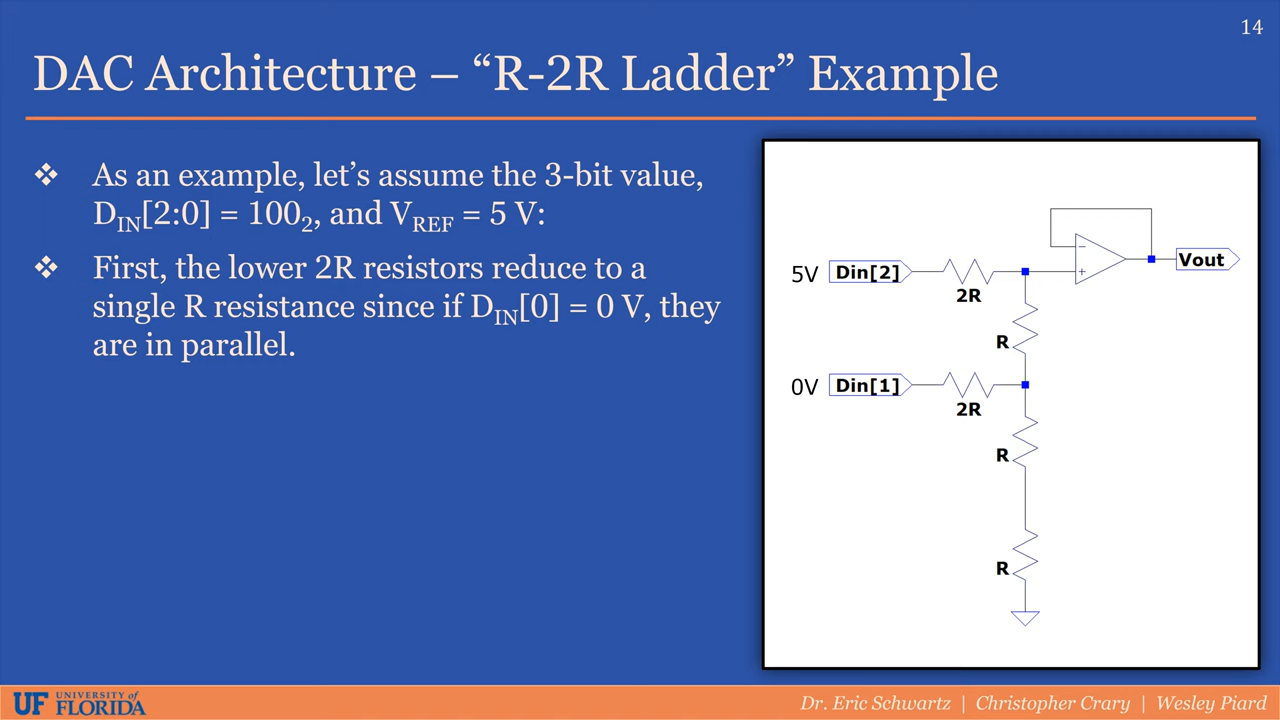 14
DAC Architecture – “R-2R Ladder” Example
❖ As an example, let’s assume the 3-bit value,
D_IN[2:0] = 100₂, and V_REF = 5 V:
❖ First, the lower 2R resistors reduce to a
single R resistance since if D_IN[0] = 0 V, they
are in parallel.
5V Din[2]
2R
−
+
Vout
R
0V Din[1]
2R
R
R
UF UNIVERSITY of
FLORIDA
Dr. Eric Schwartz | Christopher Crary | Wesley Piard